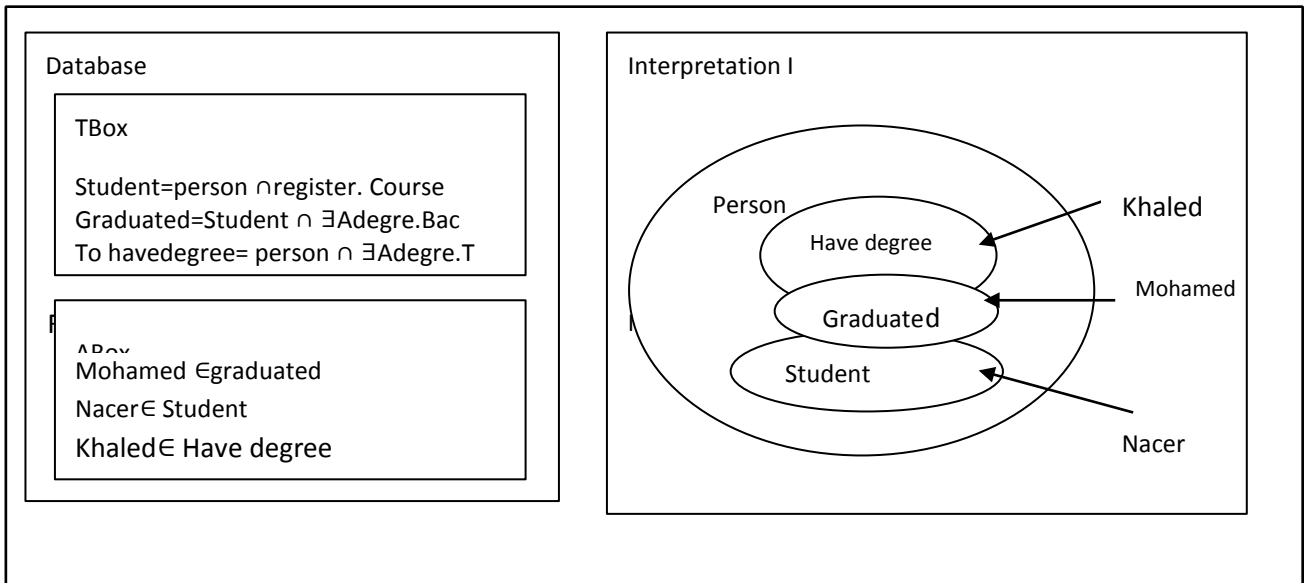 Database
TBox
Student=person ∩register. Course
Graduated=Student ∩ ∃Adegre.Bac
To havedegree= person ∩ ∃Adegre.T
ABox
Mohamed ∈graduated
Nacer∈ Student
Khaled∈ Have degree
Interpretation I
Person
Have degree
Graduated
Student
Khaled
Mohamed
Nacer